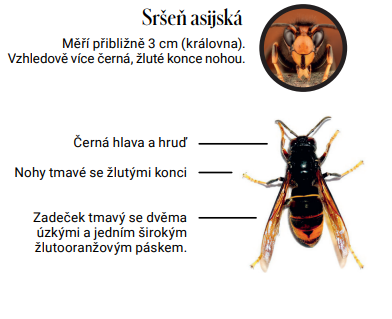 Sršeň asijská
Měří přibližně 3 cm (královna).
Vzhledově více černá, žluté konce nohou.
Černá hlava a hruď
Nohy tmavé se žlutými konci
Zadeček tmavý se dvěma
úzkými a jedním širokým
žlutooranžovým páskem.